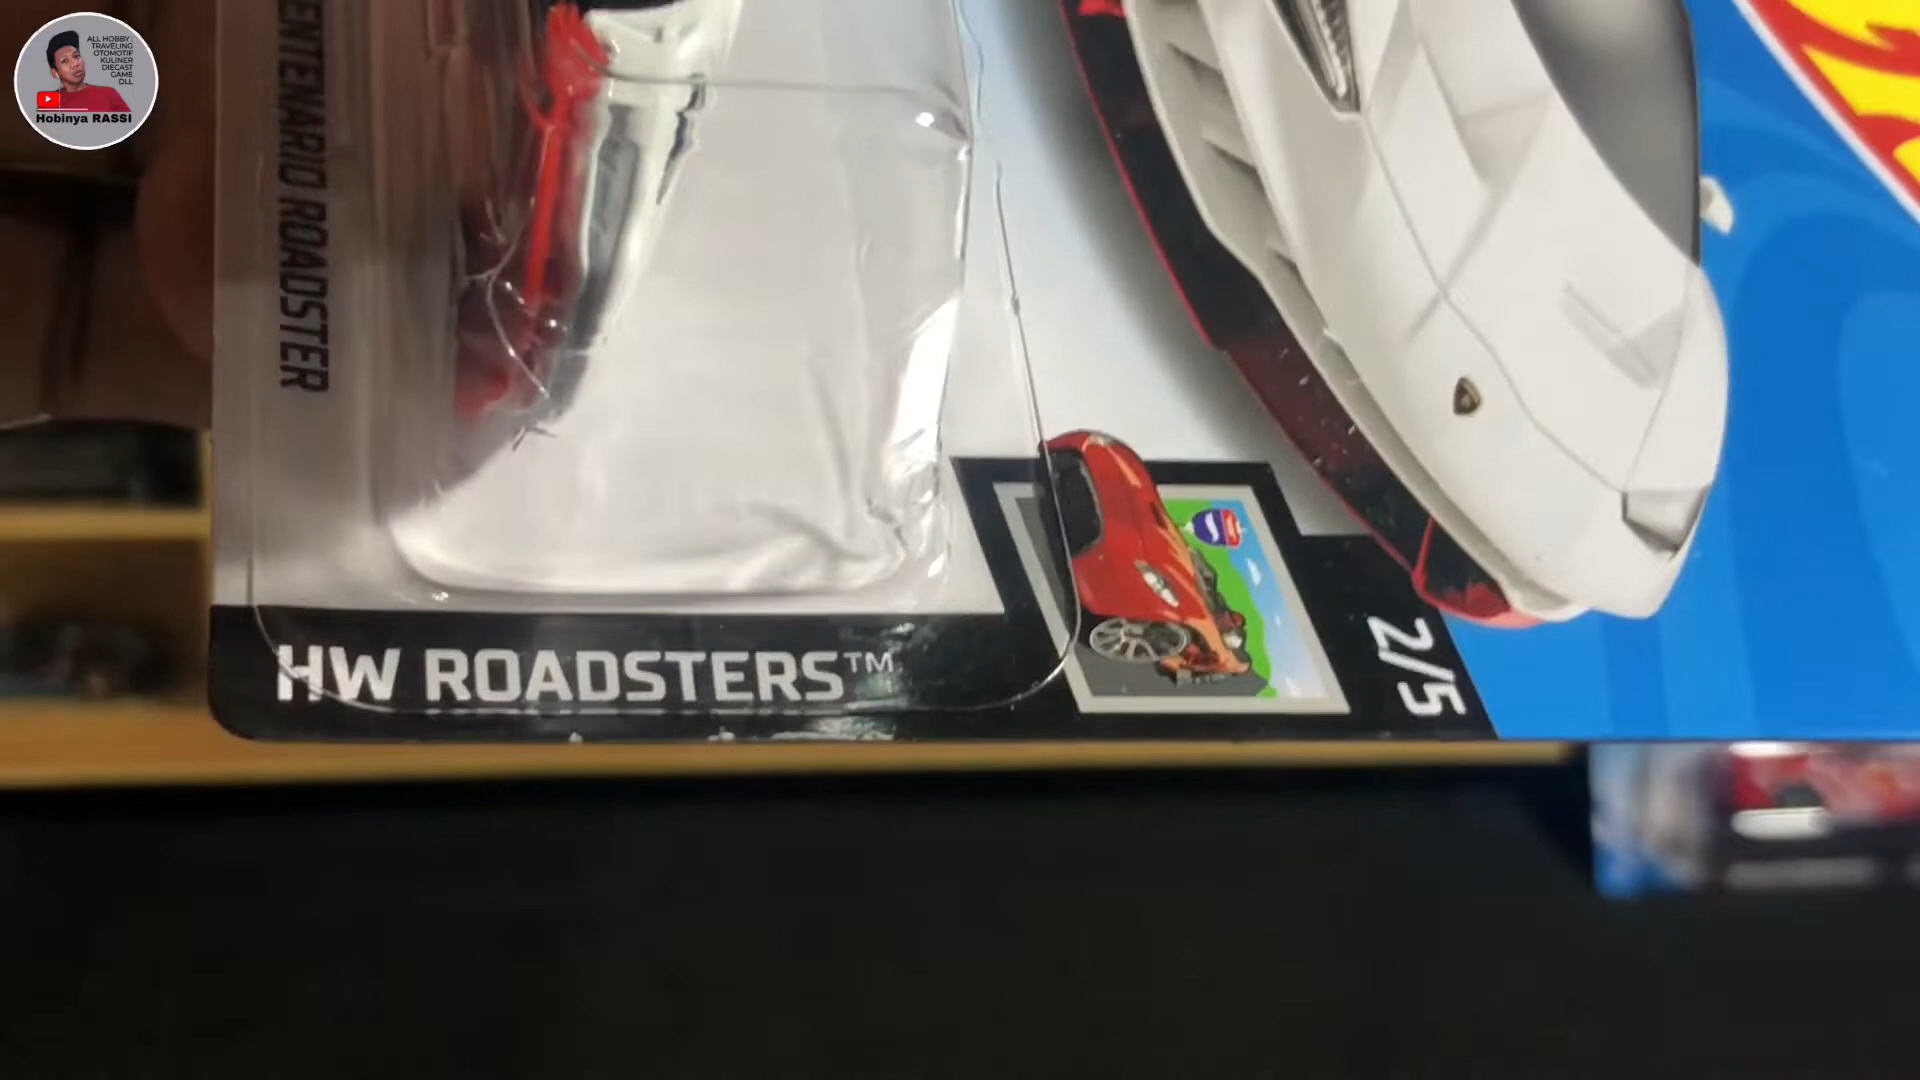 ALL HOBBY :
TRAVELING
OTOMOTIF
KULINER
DIECAST
GAME
DLL
Hobinya RASSI
ENTENARIO ROADSTER
HW ROADSTERS™
2/5